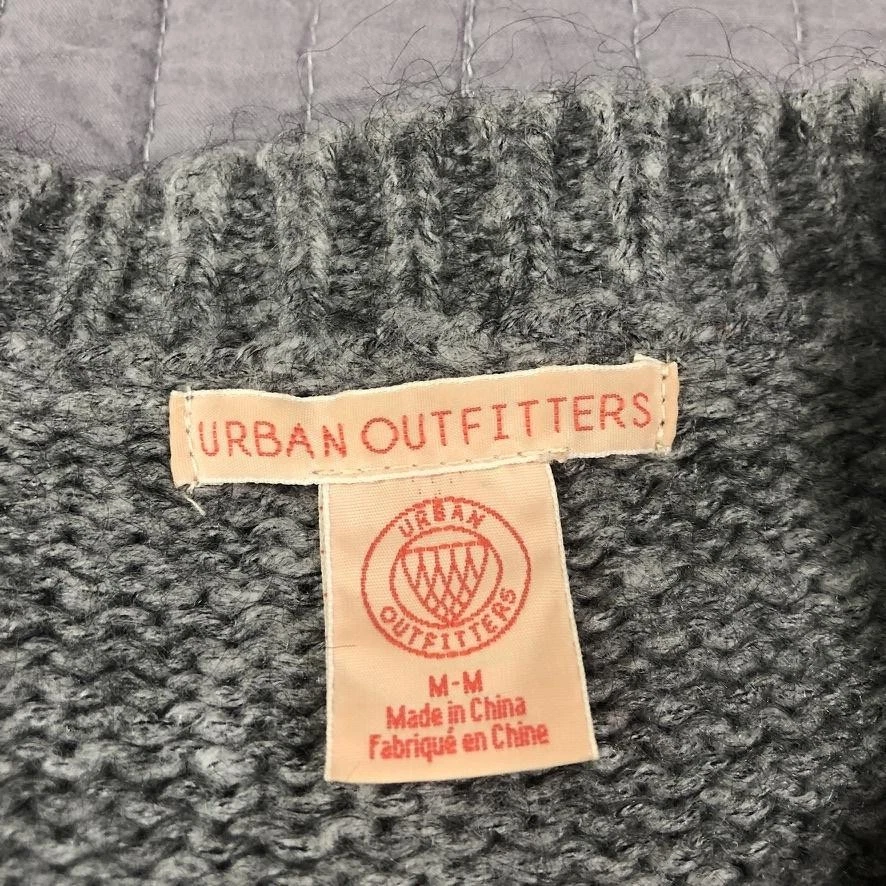 URBAN OUTFITTERS
URBAN
OUTFITTERS
M-M
Made in China
Fabriqué en Chine